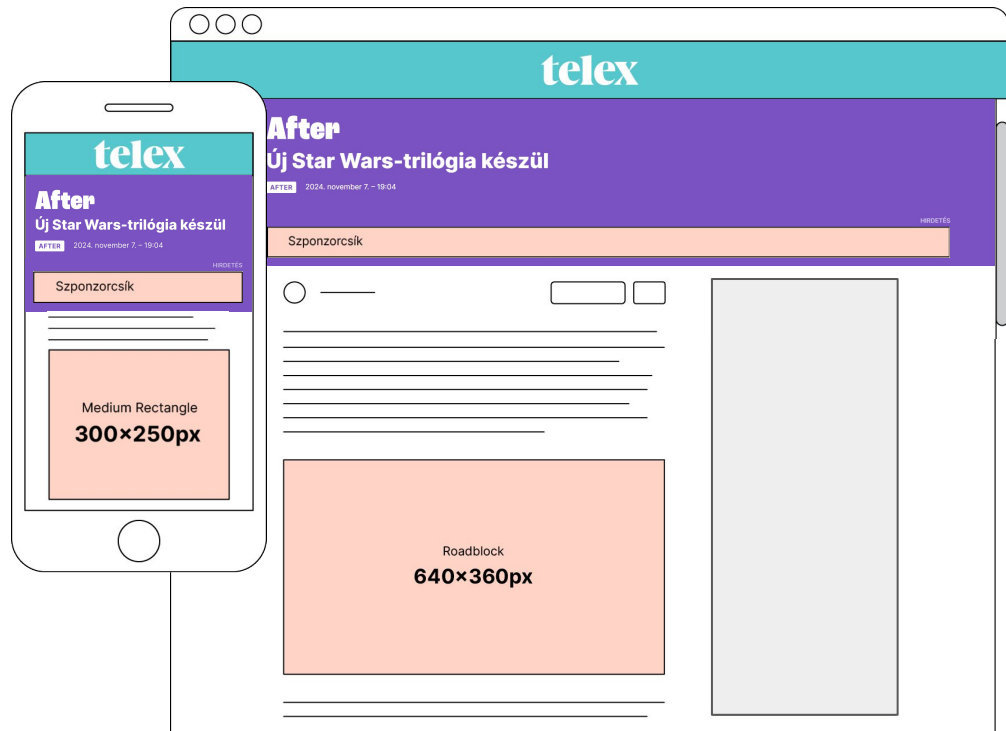 telex
After
Új Star Wars-trilógia készül
AFTER 2024. november 7. – 19:04
HIRDETÉS
Szponzorcsík
Roadblock
640×360px
telex
After
Új Star Wars-trilógia készül
AFTER 2024. november 7. – 19:04
HIRDETÉS
Szponzorcsík
Medium Rectangle
300×250px